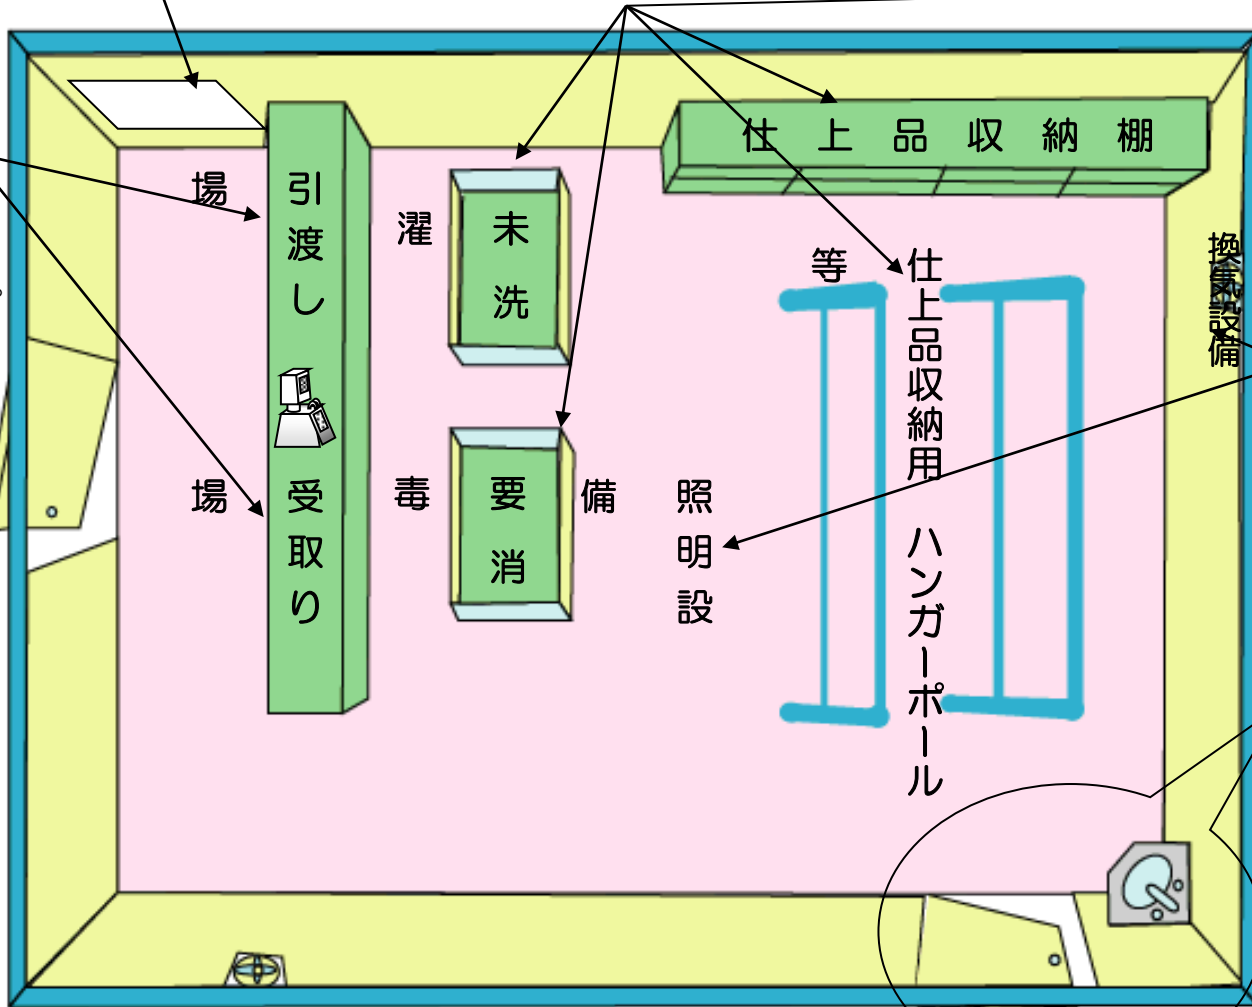 仕上品収納棚
引渡し
場
未洗
濯
仕上品収納用 ハンガーポール
等
換気設備
受取り
場
要消
毒
照明設
備